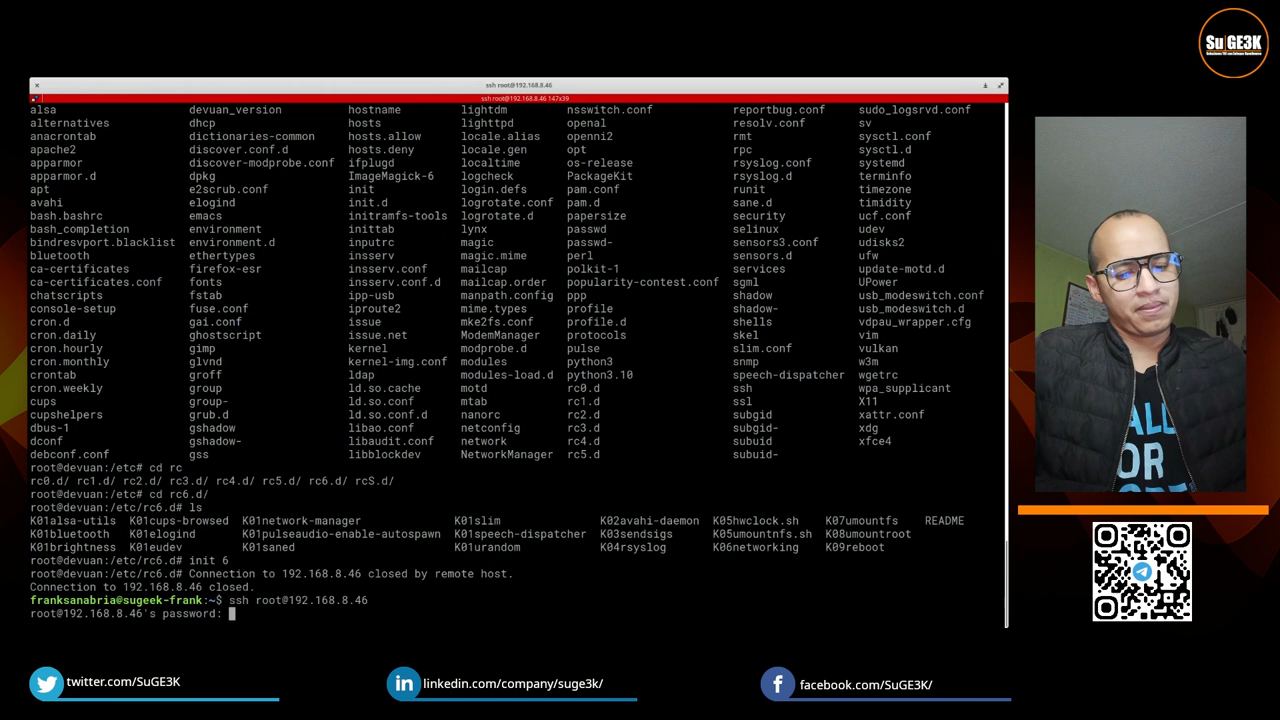 Su GE3K
ssh root@192.168.8.46
ssh root@192.168.8.46 147x39
alsa devuan_version hostname lightdm nsswitch.conf reportbug.conf sudo_logsrvd.conf
alternatives dhcp hosts lighttpd openal resolv.conf sv
anacrontab dictionaries-common hosts.allow locale.alias openni2 rmt sysctl.conf
apache2 discover.conf.d hosts.deny locale.gen opt rpc sysctl.d
apparmor discover-modprobe.conf ifplugd localtime os-release rsyslog.conf systemd
apparmor.d dpkg ImageMagick-6 logcheck PackageKit rsyslog.d terminfo
apt e2scrub.conf init login.defs pam.conf runit timezone
avahi elogind init.d logrotate.conf pam.d sane.d timidity
bash.bashrc emacs initramfs-tools logrotate.d papersize security ucf.conf
bash_completion environment inittab lynx passwd selinux udev
bindresvport.blacklist environment.d inputrc magic passwd- sensors3.conf udisks2
bluetooth ethertypes insserv magic.mime perl sensors.d ufw
ca-certificates firefox-esr insserv.conf mailcap polkit-1 services update-motd.d
ca-certificates.conf fonts insserv.conf.d mailcap.order popularity-contest.conf sgml UPower
chatscripts fstab ipp-usb manpath.config ppp shadow usb_modeswitch.conf
console-setup fuse.conf iproute2 mime.types profile shadow- usb_modeswitch.d
cron.d gai.conf issue mke2fs.conf profile.d shells vdpau_wrapper.cfg
cron.daily ghostscript issue.net ModemManager protocols skel vim
cron.hourly gimp kernel modprobe.d pulse slim.conf vulkan
cron.monthly glvnd kernel-img.conf modules python3 snmp w3m
crontab groff ldap modules-load.d python3.10 speech-dispatcher wgetrc
cron.weekly group ld.so.cache motd rc0.d ssh wpa_supplicant
cups group- ld.so.conf mtab rc1.d ssl X11
cupshelpers grub.d ld.so.conf.d nanorc rc2.d subgid xattr.conf
dbus-1 gshadow libao.conf netconfig rc3.d subgid- xdg
dconf gshadow- libaudit.conf network rc4.d subuid xfce4
debconf.conf gss libblockdev NetworkManager rc5.d subuid-
root@devuan:/etc# cd rc
rc0.d/ rc1.d/ rc2.d/ rc3.d/ rc4.d/ rc5.d/ rc6.d/ rcS.d/
root@devuan:/etc# cd rc6.d/
root@devuan:/etc/rc6.d# ls
K01alsa-utils K01cups-browsed K01network-manager K01slim K02avahi-daemon K05hwclock.sh K07umountfs README
K01bluetooth K01elogind K01pulseaudio-enable-autospawn K01speech-dispatcher K03sendsigs K05umountnfs.sh K08umountroot
K01brightness K01eudev K01saned K01urandom K04rsyslog K06networking K09reboot
root@devuan:/etc/rc6.d# init 6
root@devuan:/etc/rc6.d# Connection to 192.168.8.46 closed by remote host.
Connection to 192.168.8.46 closed.
franksanabria@sugeek-frank:~$ ssh root@192.168.8.46
root@192.168.8.46's password:
ALL
OR
twitter.com/SuGE3K
linkedin.com/company/suge3k/
facebook.com/SuGE3K/